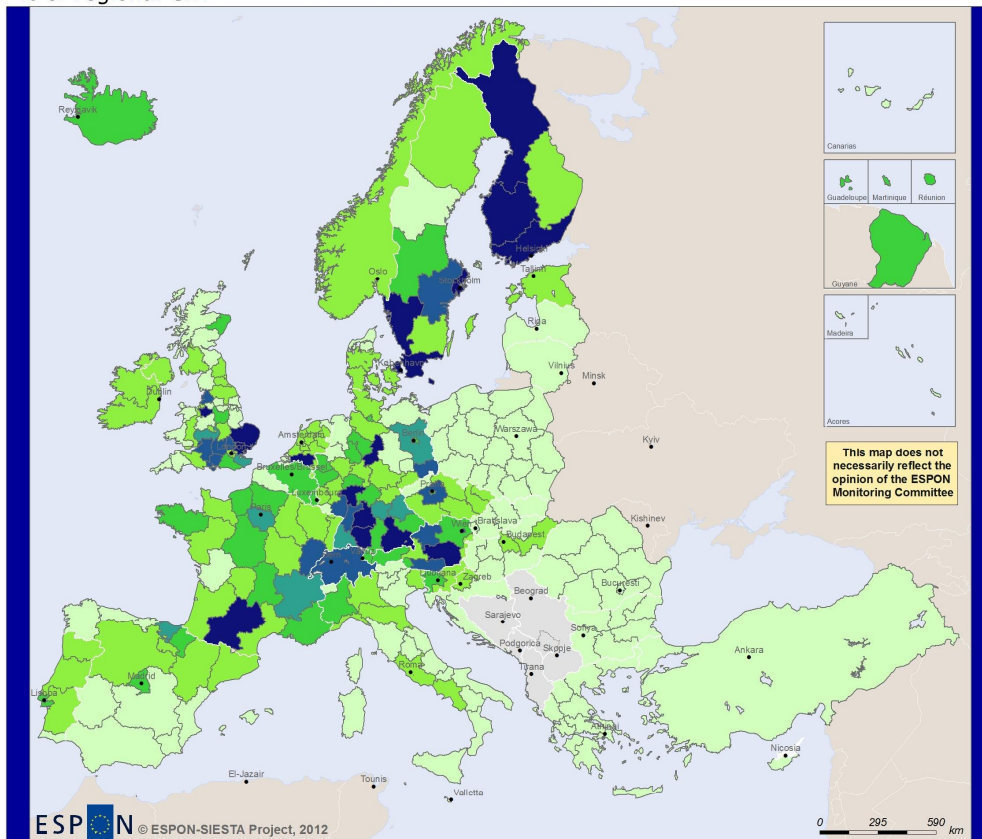 Reykjavik
Canarias
Guadeloupe
Martinique
Réunion
Guyane
Madeira
Acores
Oslo
Helsinki
Tallinn
Stockholm
Riga
København
Vilnius
Minsk
Dublin
Amsterdam
Warszawa
Kyiv
This map does not
necessarily reflect the
opinion of the ESPON
Monitoring Committee
Bruxelles/Brussel
Luxembourg
Praha
Paris
Wien
Bratislava
Budapest
Kishinev
Ljubljana
Zagreb
Beograd
Bucuresti
Sarajevo
Sofiya
Podgorica
Skopje
Tirana
Roma
Madrid
Lisboa
Ankara
Athinai
Nicosia
El-Jazair
Tounis
Valletta
ESPON © ESPON-SIESTA Project, 2012
0 295 590
km